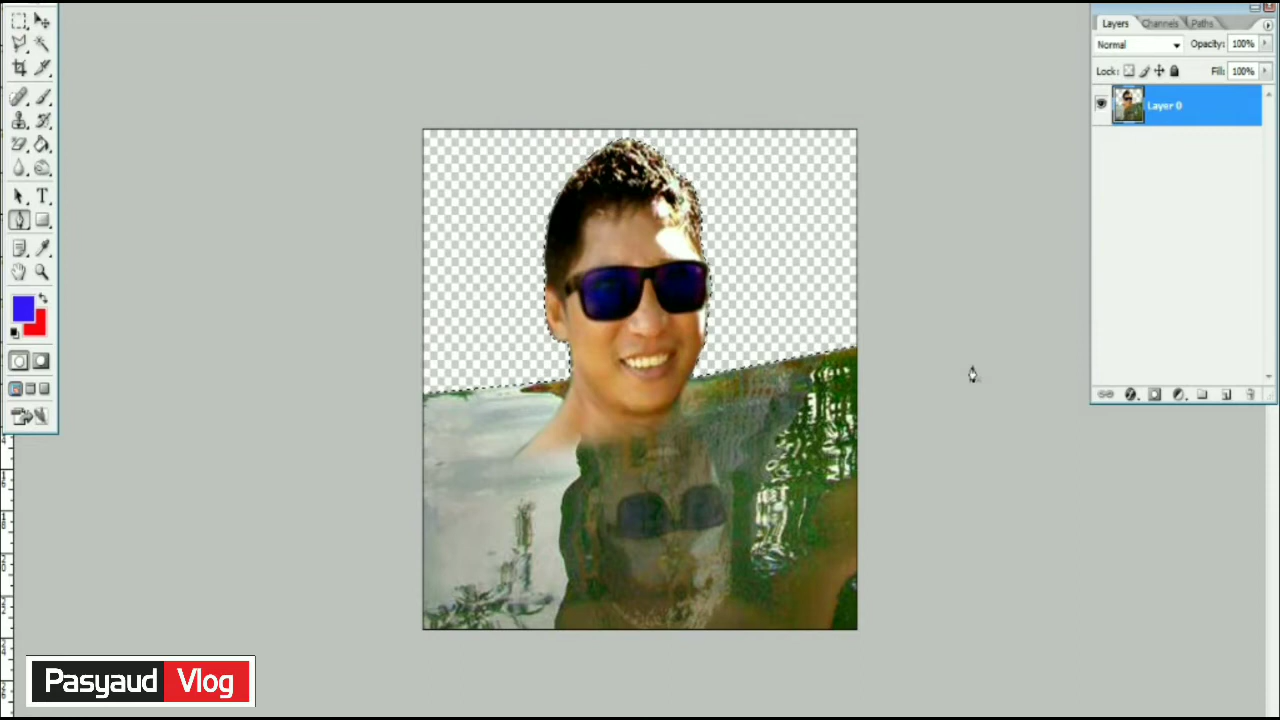 Layers Channels Paths
Normal Opacity: 100%
Lock: Fill: 100%
Layer 0
T
Pasyaud Vlog